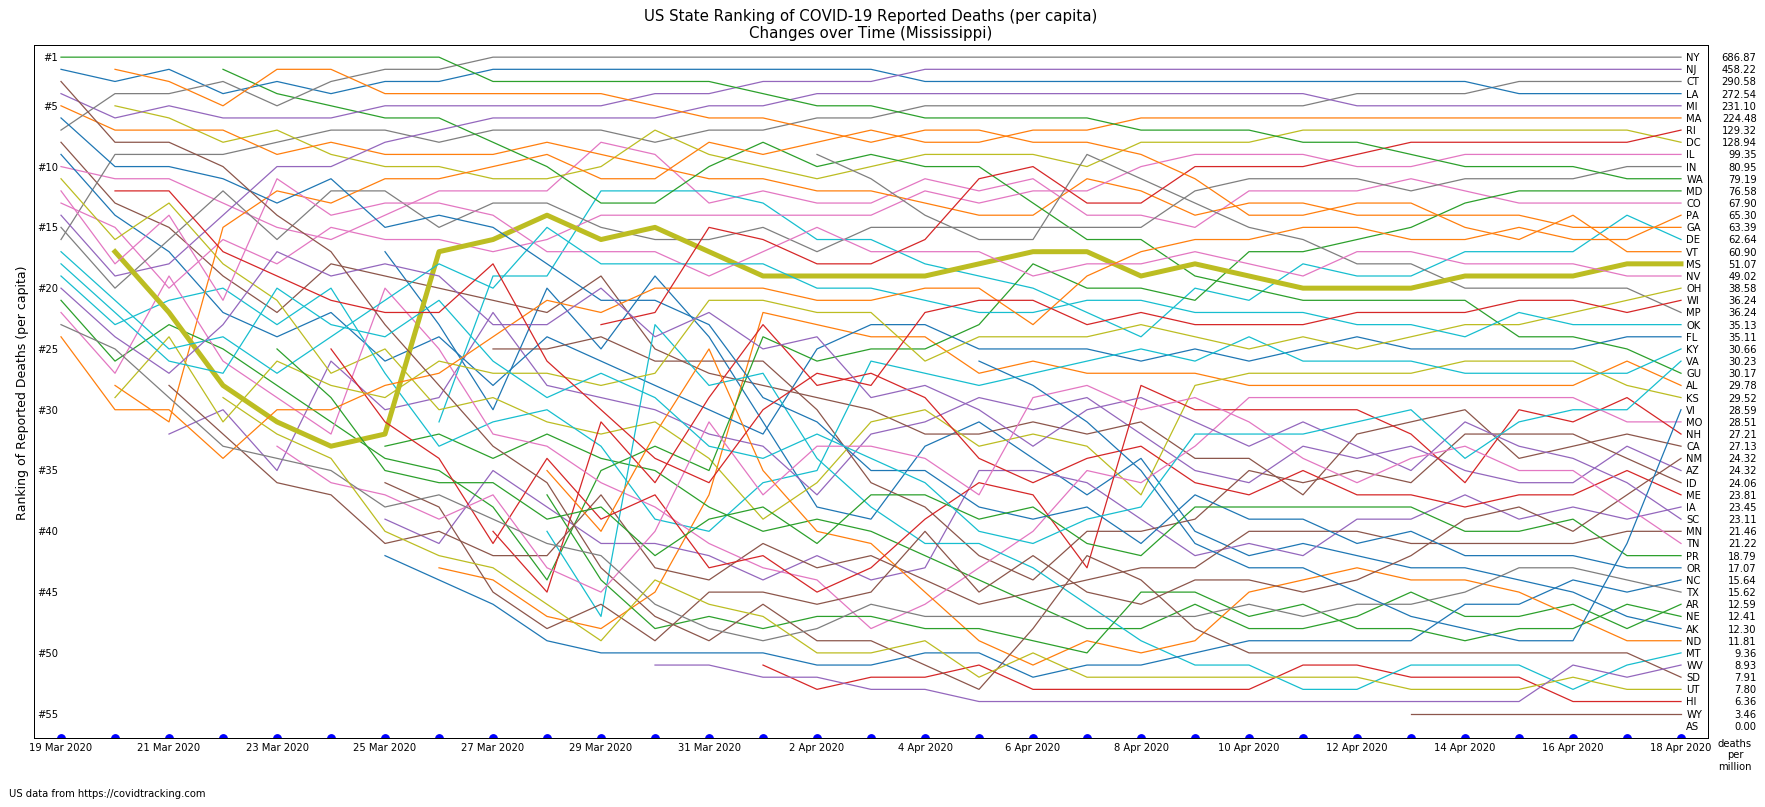 US State Ranking of COVID-19 Reported Deaths (per capita)
Changes over Time (Mississippi)
Ranking of Reported Deaths (per capita)
#1
#5
#10
#15
#20
#25
#30
#35
#40
#45
#50
#55
NY 686.87
NJ 458.22
CT 290.58
LA 272.54
MI 231.10
MA 224.48
RI 129.32
DC 128.94
IL 99.35
IN 80.95
WA 79.19
MD 76.58
CO 67.90
PA 65.30
GA 63.39
DE 62.64
VT 60.90
MS 51.07
NV 49.02
OH 38.58
WI 36.24
MP 36.24
OK 35.13
FL 35.11
KY 30.66
VA 30.23
GU 30.17
AL 29.78
KS 29.52
VI 28.59
MO 28.51
NH 27.21
CA 27.13
NM 24.32
AZ 24.32
ID 24.06
ME 23.81
IA 23.45
SC 23.11
MN 21.46
TN 21.22
PR 18.79
OR 17.07
NC 15.64
TX 15.62
AR 12.59
NE 12.41
AK 12.30
ND 11.81
MT 9.36
WV 8.93
SD 7.91
UT 7.80
HI 6.36
WY 3.46
AS 0.00
19 Mar 2020 21 Mar 2020 23 Mar 2020 25 Mar 2020 27 Mar 2020 29 Mar 2020 31 Mar 2020 2 Apr 2020 4 Apr 2020 6 Apr 2020 8 Apr 2020 10 Apr 2020 12 Apr 2020 14 Apr 2020 16 Apr 2020 18 Apr 2020
deaths
per
million
US data from https://covidtracking.com